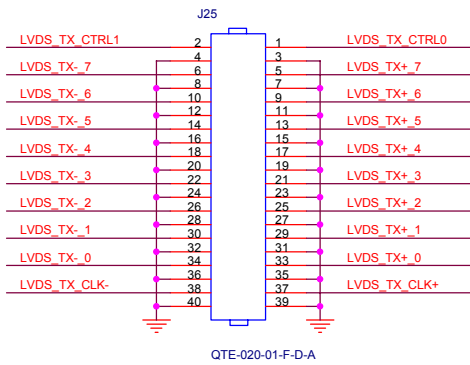 J25
LVDS_TX_CTRL1 2 1 LVDS_TX_CTRL0
4 3
LVDS_TX-_7 6 5 LVDS_TX+_7
8 7
LVDS_TX-_6 10 9 LVDS_TX+_6
12 11
LVDS_TX-_5 14 13 LVDS_TX+_5
16 15
LVDS_TX-_4 18 17 LVDS_TX+_4
20 19
LVDS_TX-_3 22 21 LVDS_TX+_3
24 23
LVDS_TX-_2 26 25 LVDS_TX+_2
28 27
LVDS_TX-_1 30 29 LVDS_TX+_1
32 31
LVDS_TX-_0 34 33 LVDS_TX+_0
36 35
LVDS_TX_CLK- 38 37 LVDS_TX_CLK+
40 39
QTE-020-01-F-D-A